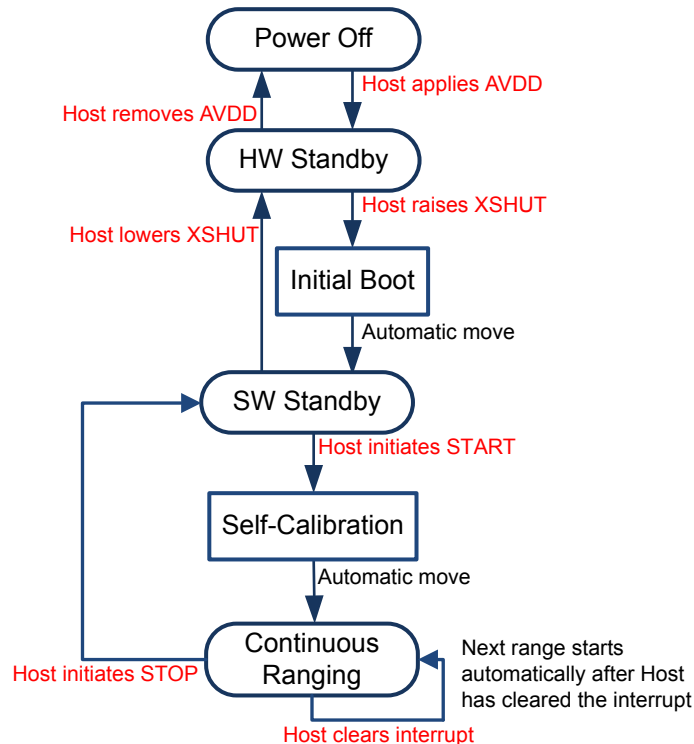 Power Off
Host applies AVDD
Host removes AVDD
HW Standby
Host raises XSHUT
Host lowers XSHUT
Initial Boot
Automatic move
SW Standby
Host initiates START
Self-Calibration
Automatic move
Continuous
Ranging
Next range starts
automatically after Host
has cleared the interrupt
Host initiates STOP
Host clears interrupt